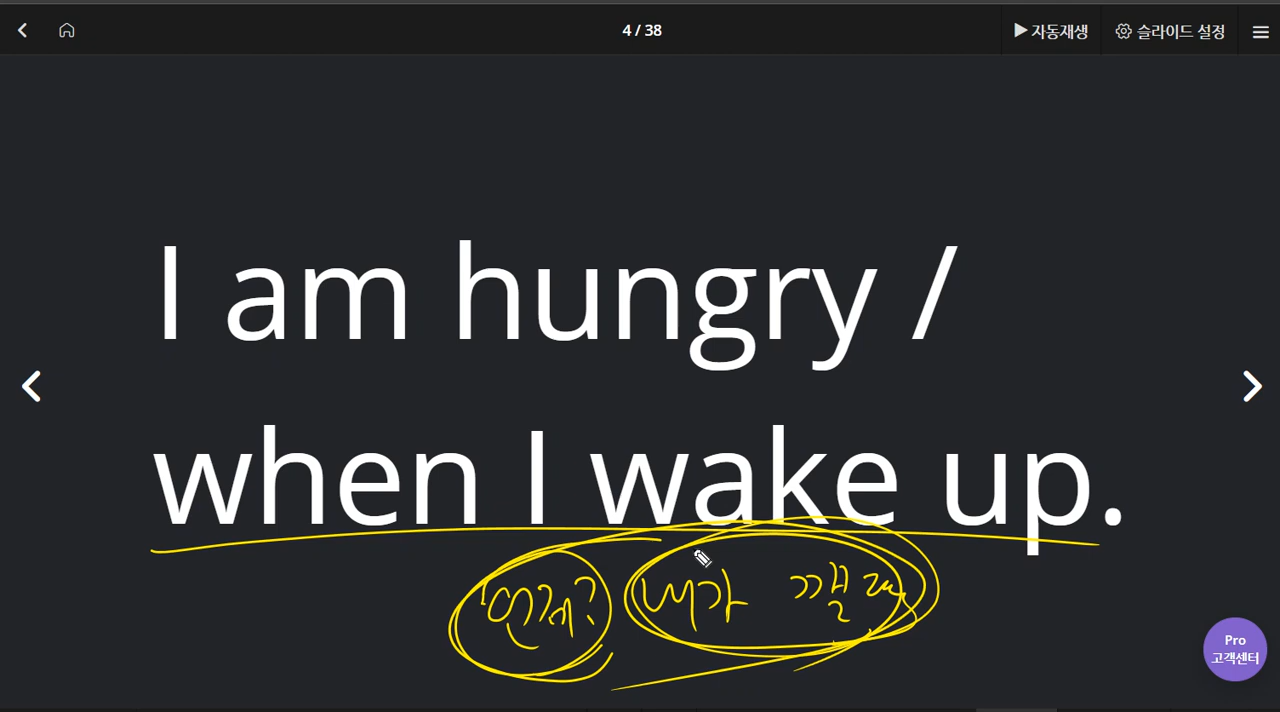 4 / 38
▶ 자동재생
슬라이드 설정
I am hungry /
when I wake up.
언제? 내가 깰 때
Pro
고객센터